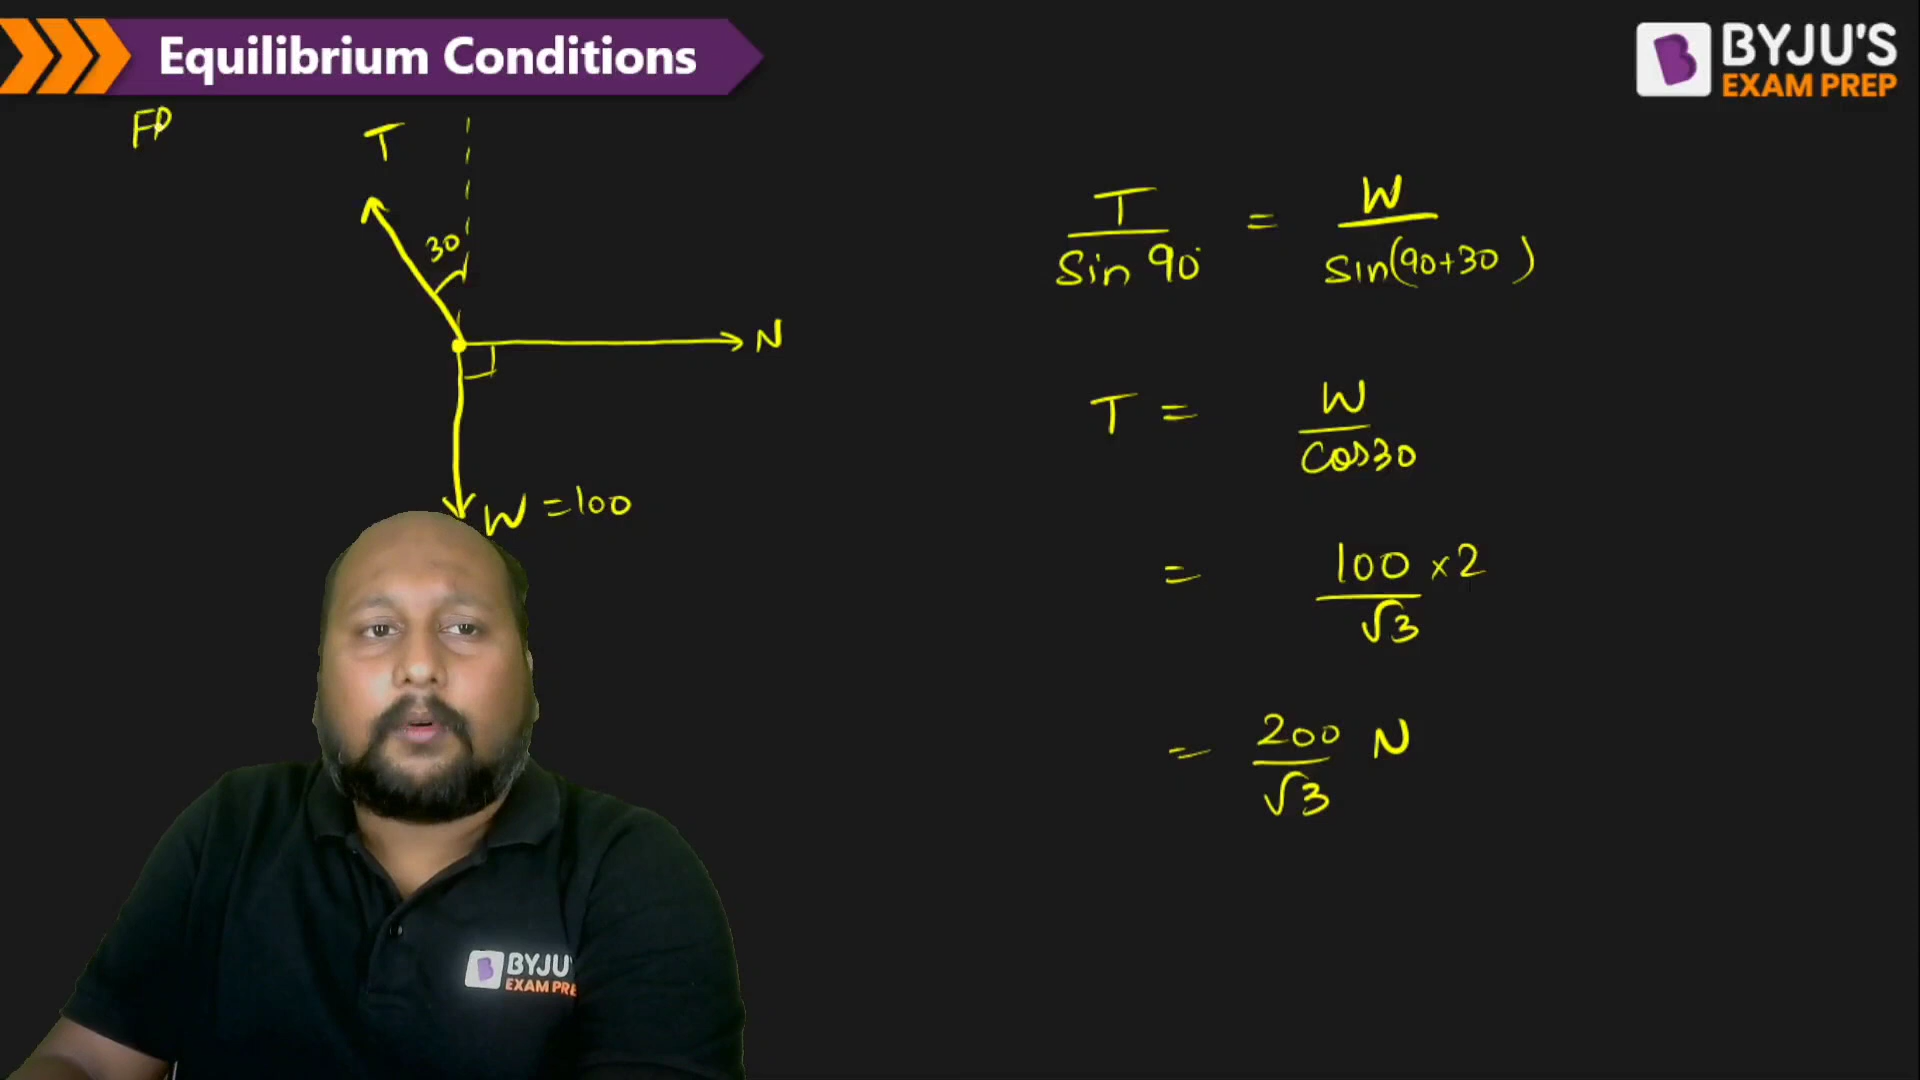 Equilibrium Conditions
BYJU'S
EXAM PREP
FD
T
30
N
W = 100
T / Sin 90° = W / Sin(90+30)
T = W / Cos30
= 100 / √3 × 2
= 200 / √3 N
BYJU'
EXAM PRE